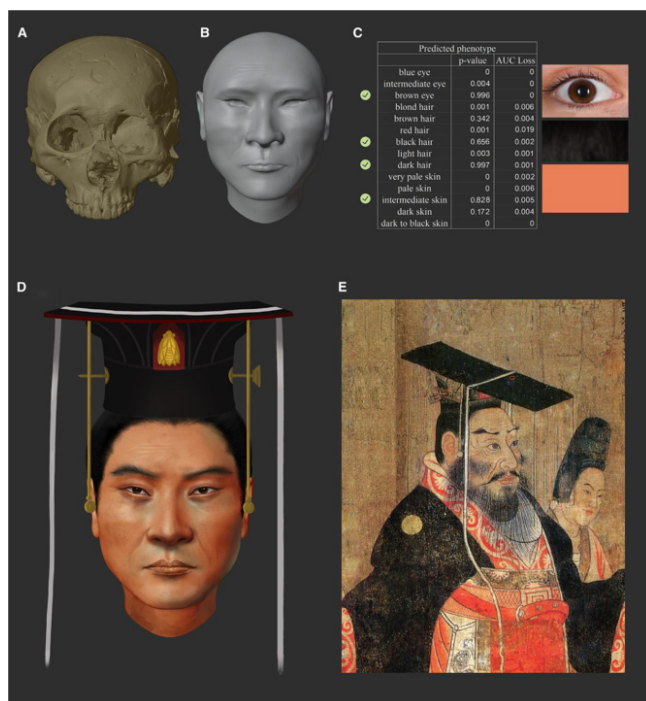 A
B
C
Predicted phenotype
p-value AUC Loss
blue eye 0 0
intermediate eye 0.004 0
brown eye 0.996 0
blond hair 0.001 0.006
brown hair 0.342 0.004
red hair 0.001 0.019
black hair 0.656 0.002
light hair 0.003 0.001
dark hair 0.997 0.001
very pale skin 0 0.002
pale skin 0 0.006
intermediate skin 0.828 0.005
dark skin 0.172 0.004
dark to black skin 0 0
D
E